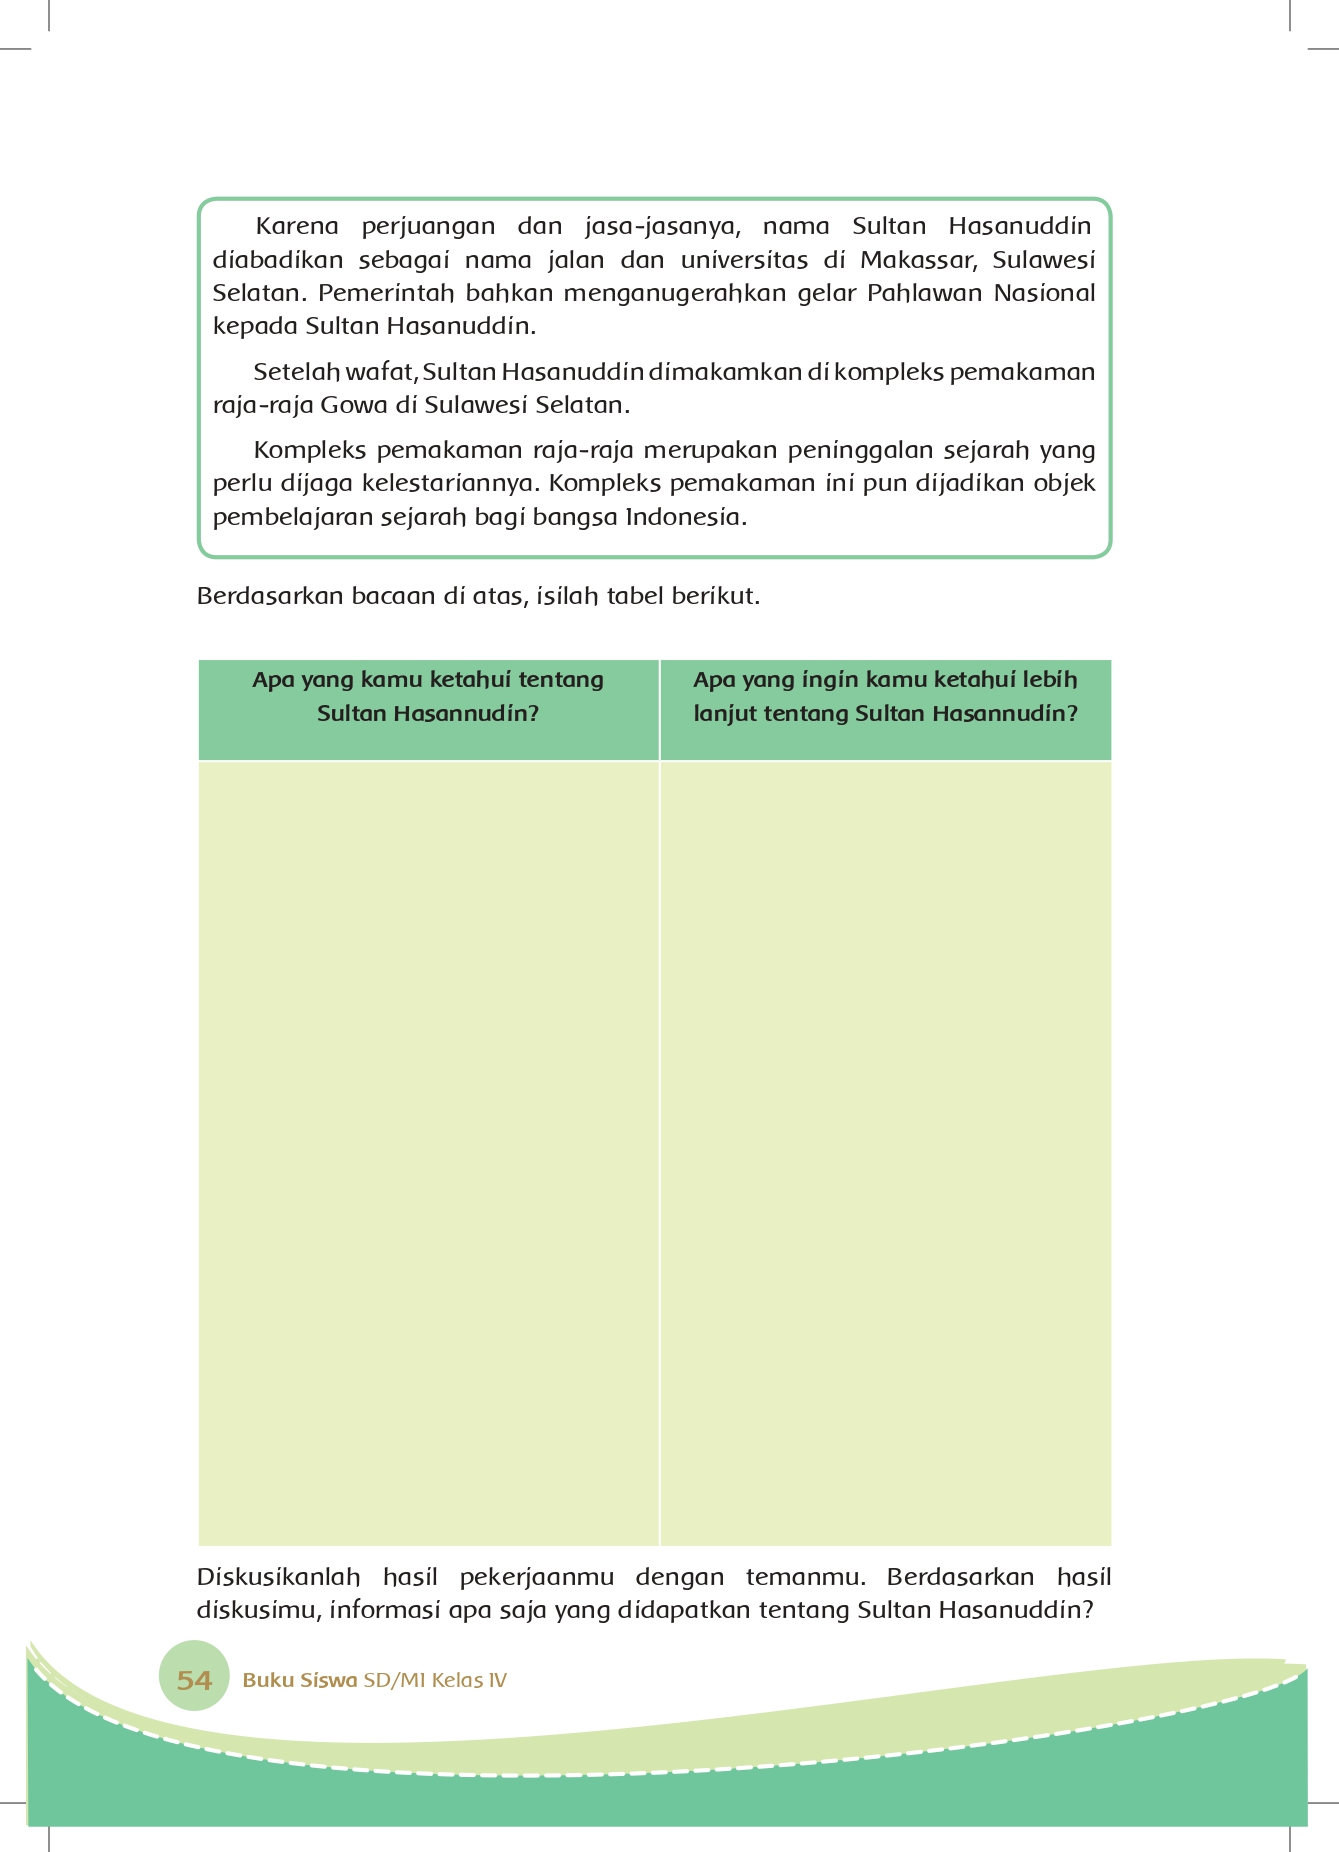 Karena perjuangan dan jasa-jasanya, nama Sultan Hasanuddin
diabadikan sebagai nama jalan dan universitas di Makassar, Sulawesi
Selatan. Pemerintah bahkan menganugerahkan gelar Pahlawan Nasional
kepada Sultan Hasanuddin.
Setelah wafat, Sultan Hasanuddin dimakamkan di kompleks pemakaman
raja-raja Gowa di Sulawesi Selatan.
Kompleks pemakaman raja-raja merupakan peninggalan sejarah yang
perlu dijaga kelestariannya. Kompleks pemakaman ini pun dijadikan objek
pembelajaran sejarah bagi bangsa Indonesia.
Berdasarkan bacaan di atas, isilah tabel berikut.
Apa yang kamu ketahui tentang
Sultan Hasannudin?
Apa yang ingin kamu ketahui lebih
lanjut tentang Sultan Hasannudin?
Diskusikanlah hasil pekerjaanmu dengan temanmu. Berdasarkan hasil
diskusimu, informasi apa saja yang didapatkan tentang Sultan Hasanuddin?
54 Buku Siswa SD/MI Kelas IV